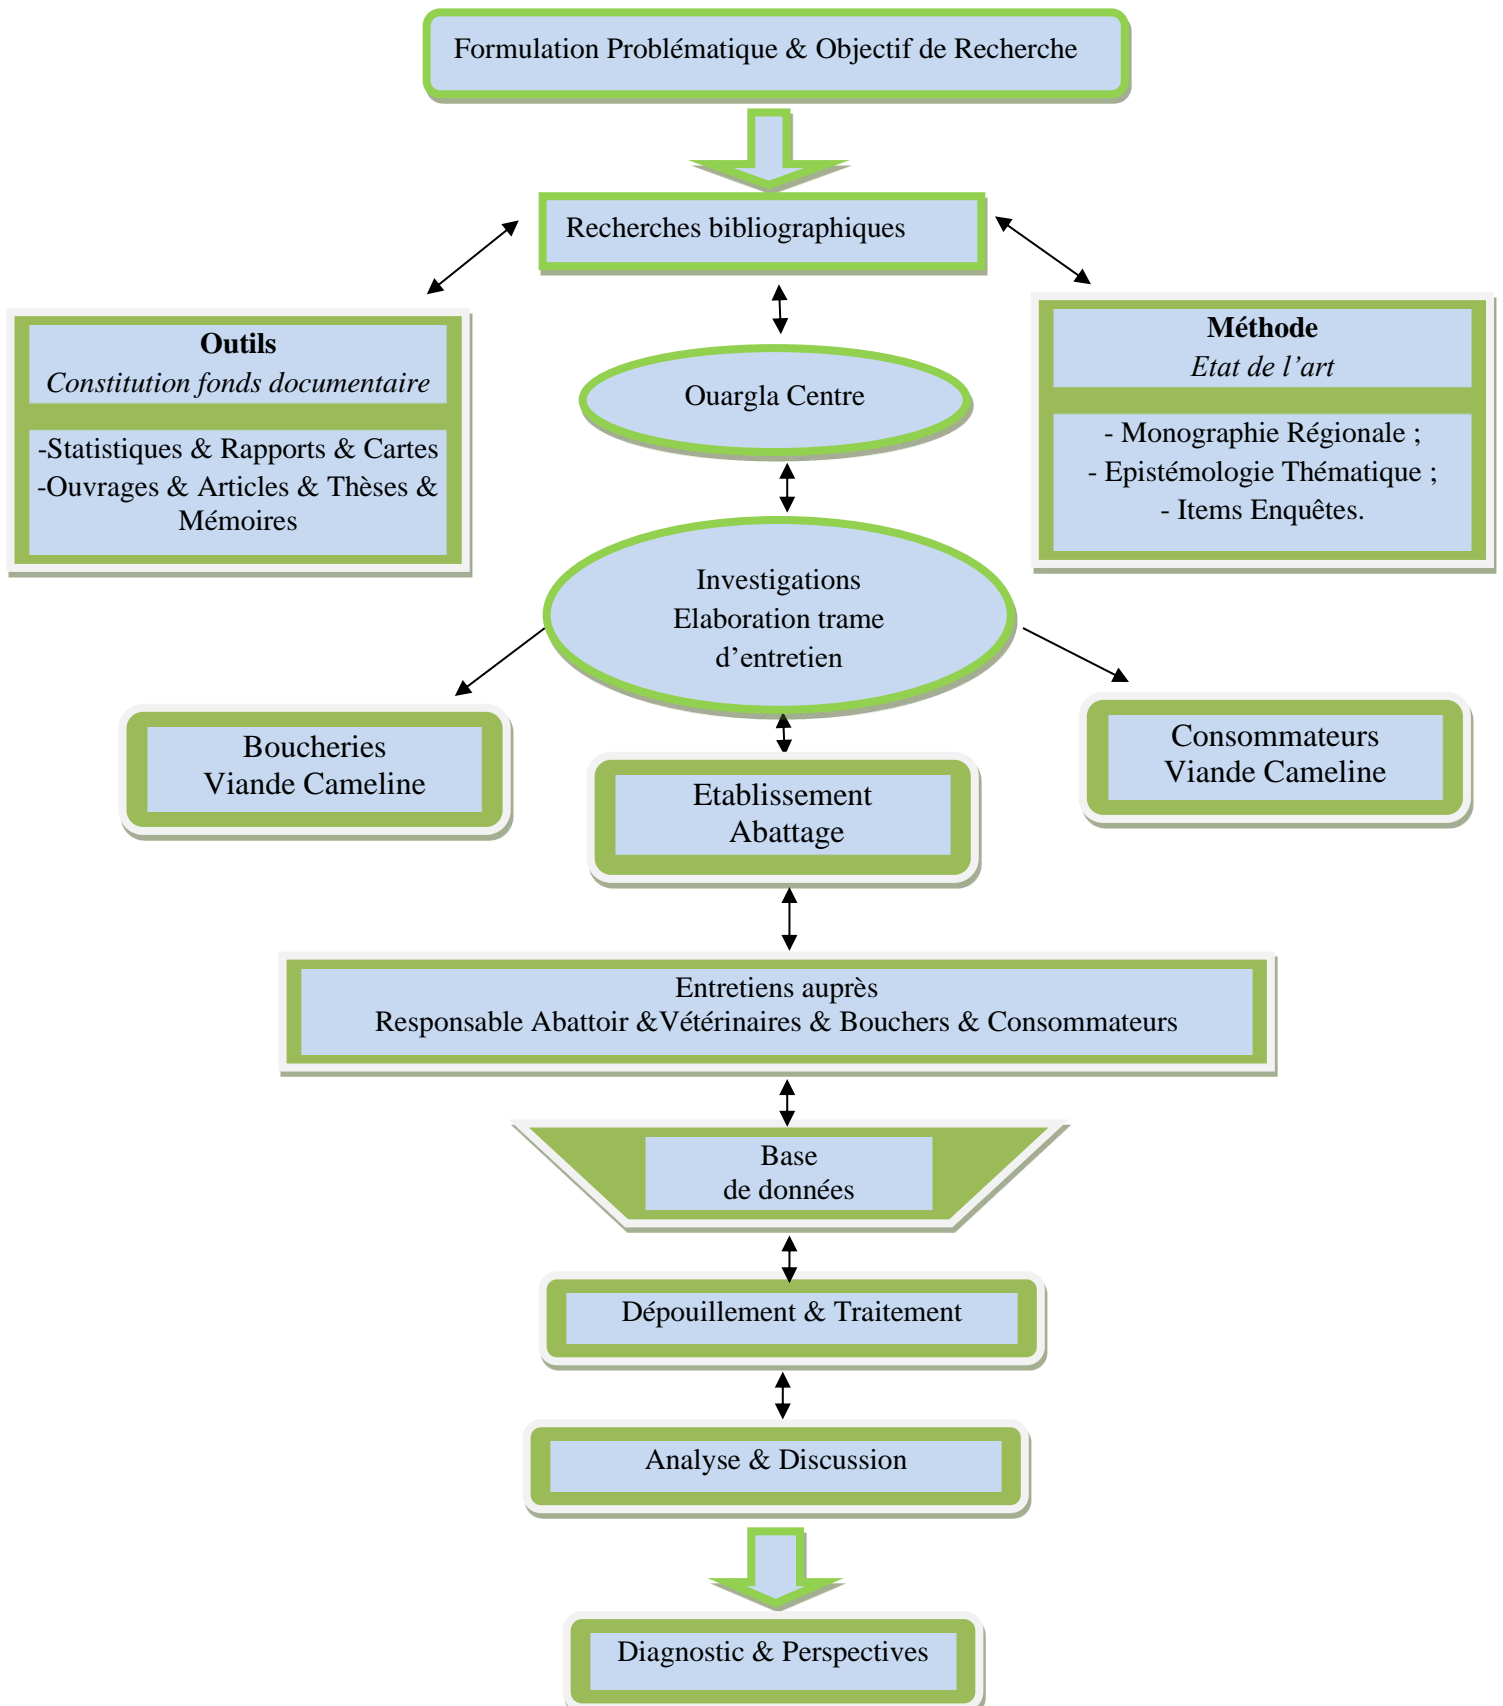 Formulation Problématique & Objectif de Recherche
Recherches bibliographiques
Outils
Constitution fonds documentaire
-Statistiques & Rapports & Cartes
-Ouvrages & Articles & Thèses &
Mémoires
Méthode
Etat de l’art
- Monographie Régionale ;
- Epistémologie Thématique ;
- Items Enquêtes.
Ouargla Centre
Investigations
Elaboration trame
d’entretien
Boucheries
Viande Cameline
Etablissement
Abattage
Consommateurs
Viande Cameline
Entretiens auprès
Responsable Abattoir &Vétérinaires & Bouchers & Consommateurs
Base
de données
Dépouillement & Traitement
Analyse & Discussion
Diagnostic & Perspectives